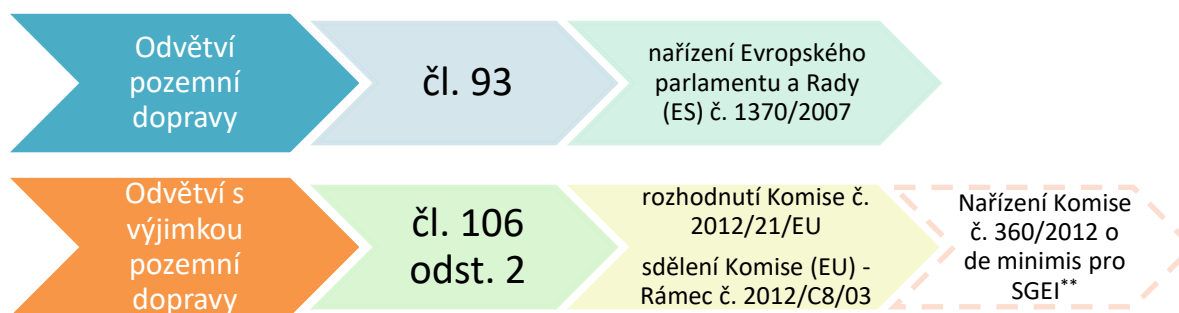 Odvětví
pozemní
dopravy
čl. 93
nařízení Evropského
parlamentu a Rady
(ES) č. 1370/2007
Odvětví s
výjimkou
pozemní
dopravy
čl. 106
odst. 2
rozhodnutí Komise č.
2012/21/EU
sdělení Komise (EU) -
Rámec č. 2012/C8/03
Nařízení Komise
č. 360/2012 o
de minimis pro
SGEI**